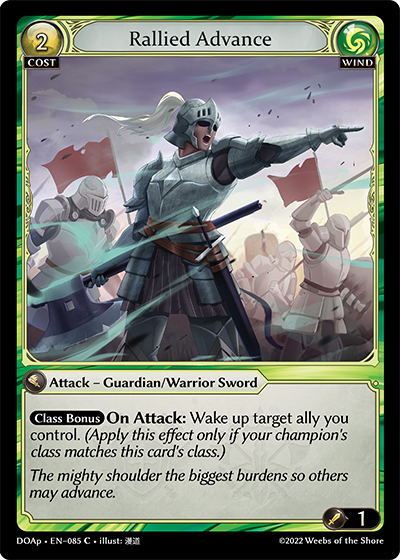 2
Rallied Advance
COST
WIND
Attack – Guardian/Warrior Sword
Class Bonus On Attack: Wake up target ally you
control. (Apply this effect only if your champion's
class matches this card's class.)
The mighty shoulder the biggest burdens so others
may advance.
1
DOAp • EN-085 C • illust: 漫道
©2022 Weebs of the Shore